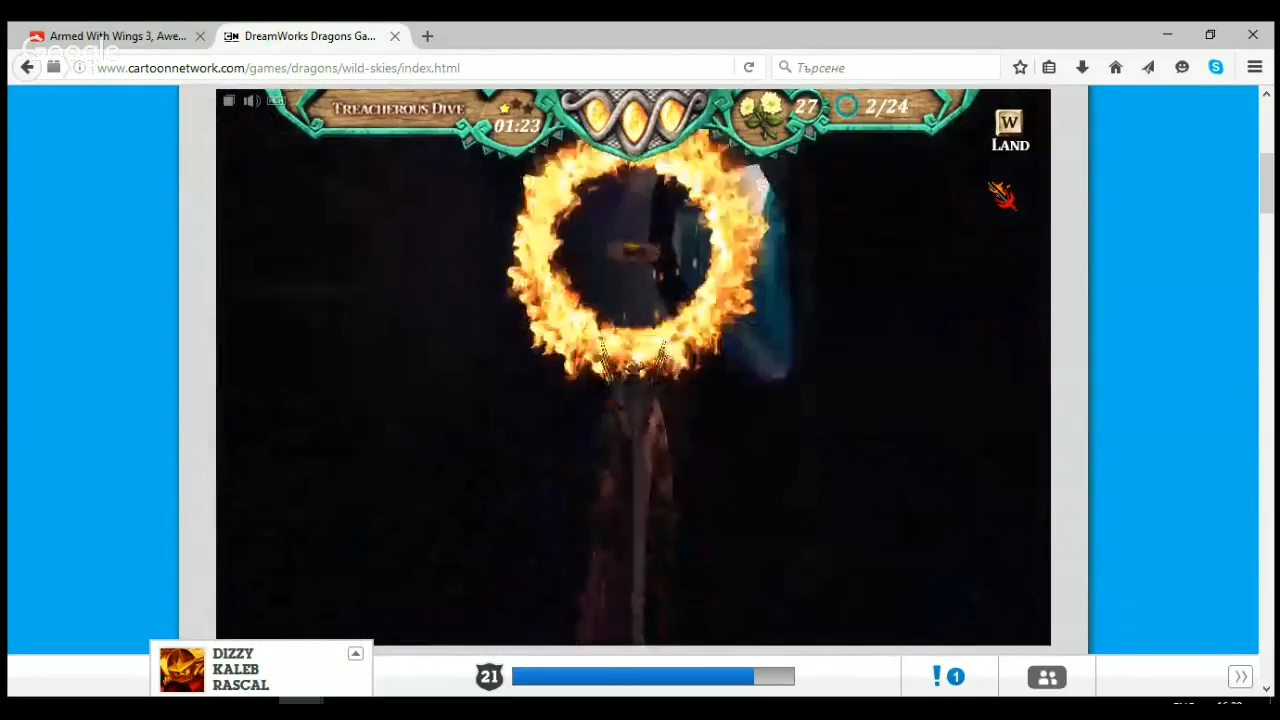 Armed With Wings 3, Awe...
DreamWorks Dragons Ga...
Google
www.cartoonnetwork.com/games/dragons/wild-skies/index.html
Търсене
TREACHEROUS DIVE
01:23
27
2/24
W
LAND
DIZZY
KALEB
RASCAL
21
1